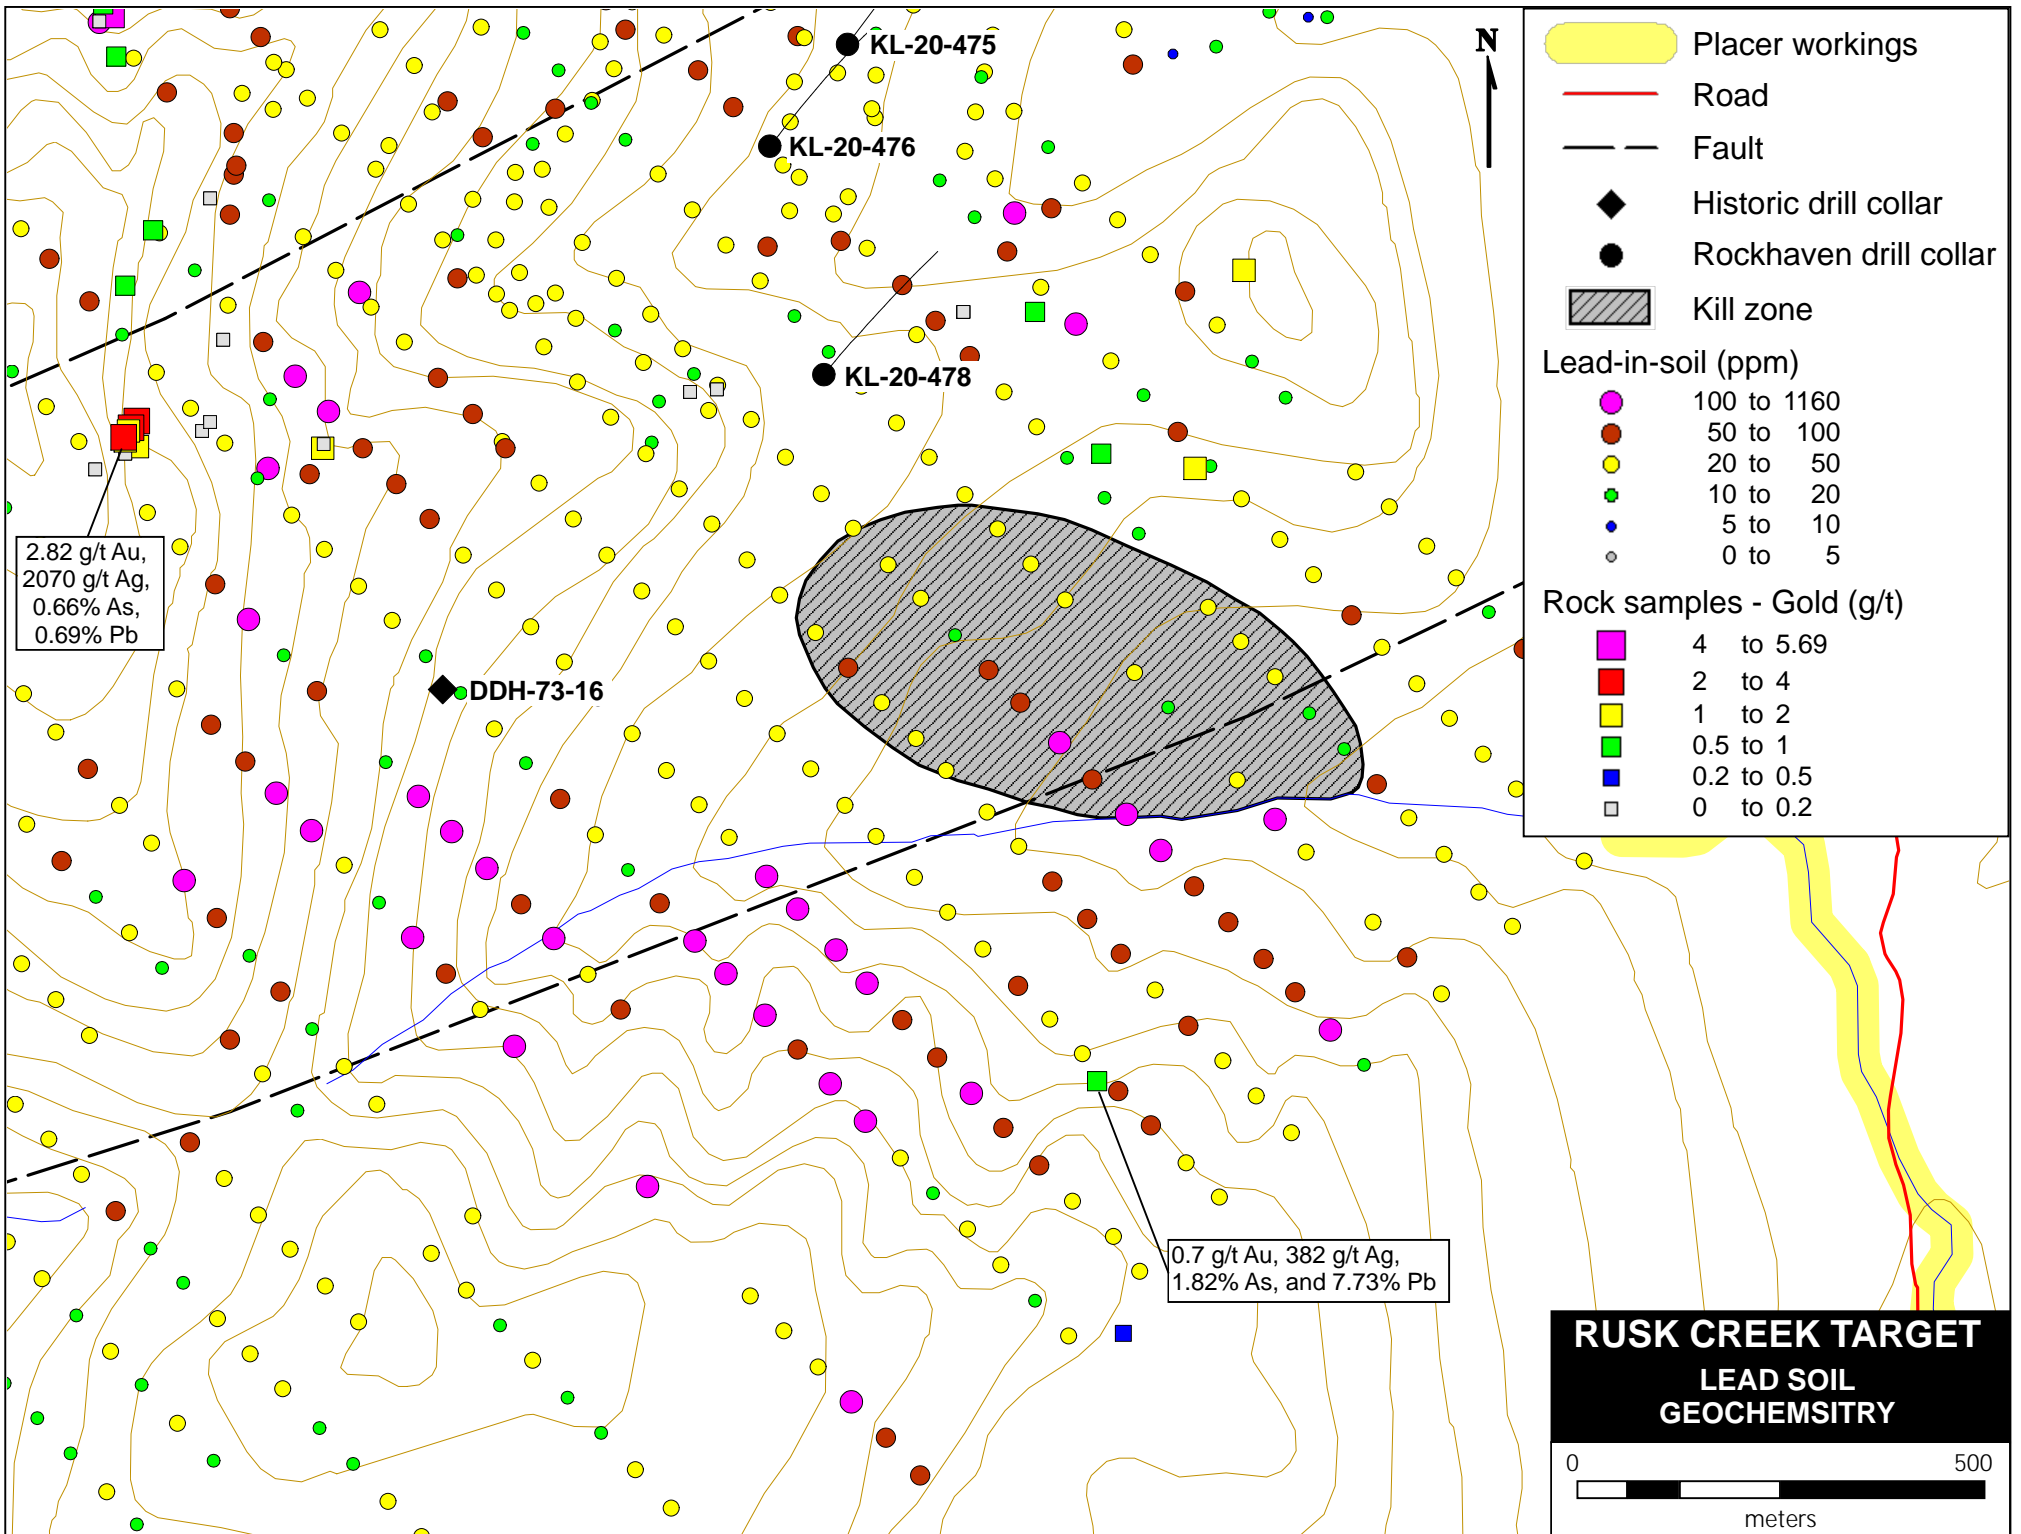 KL-20-475
KL-20-476
KL-20-478
2.82 g/t Au,
2070 g/t Ag,
0.66% As,
0.69% Pb
DDH-73-16
0.7 g/t Au, 382 g/t Ag,
1.82% As, and 7.73% Pb
N
Placer workings
Road
Fault
Historic drill collar
Rockhaven drill collar
Kill zone
Lead-in-soil (ppm)
100 to 1160
50 to 100
20 to 50
10 to 20
5 to 10
0 to 5
Rock samples - Gold (g/t)
4 to 5.69
2 to 4
1 to 2
0.5 to 1
0.2 to 0.5
0 to 0.2
RUSK CREEK TARGET
LEAD SOIL
GEOCHEMSITRY
0 500
meters